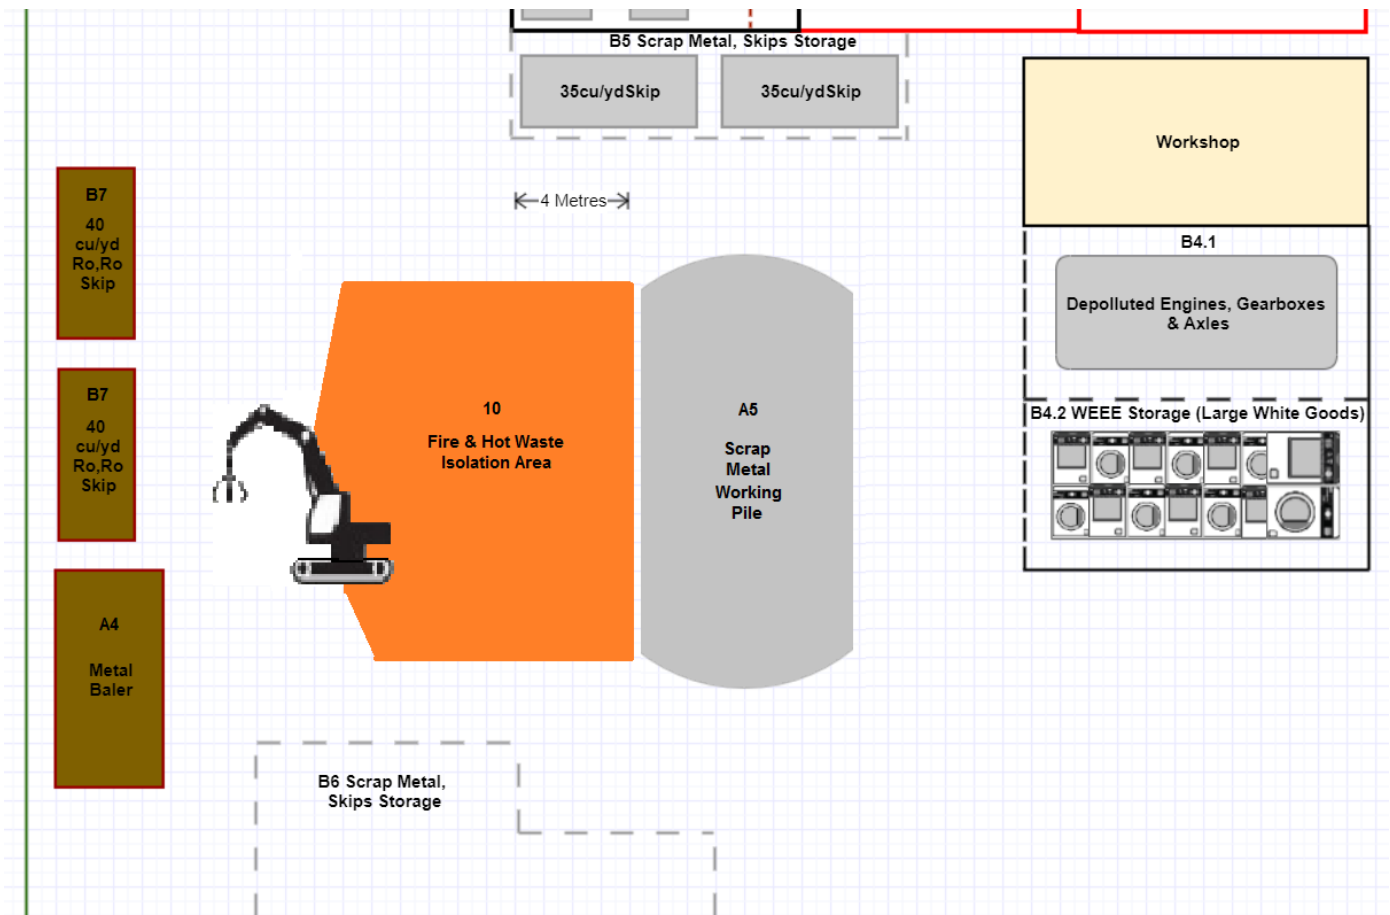 B5 Scrap Metal, Skips Storage
35cu/ydSkip
35cu/ydSkip
Workshop
4 Metres
B7
40
cu/yd
Ro,Ro
Skip
B4.1
Depolluted Engines, Gearboxes
& Axles
B7
40
cu/yd
Ro,Ro
Skip
10
Fire & Hot Waste
Isolation Area
A5
Scrap
Metal
Working
Pile
B4.2 WEEE Storage (Large White Goods)
A4
Metal
Baler
B6 Scrap Metal,
Skips Storage